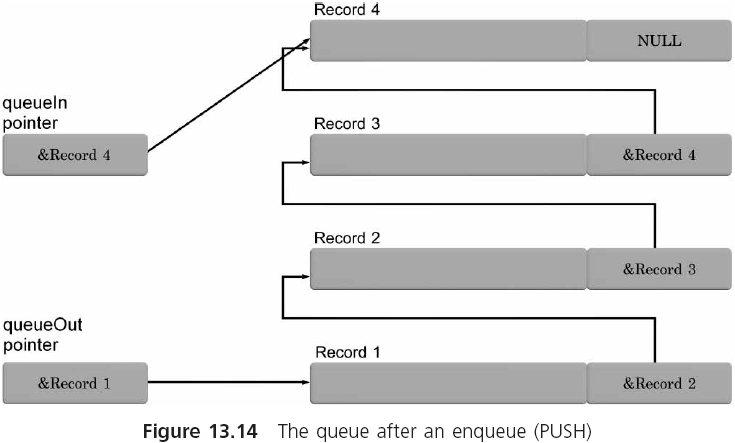 Record 4
NULL
queueIn
pointer
&Record 4
Record 3
&Record 4
Record 2
&Record 3
queueOut
pointer
&Record 1
Record 1
&Record 2
Figure 13.14 The queue after an enqueue (PUSH)